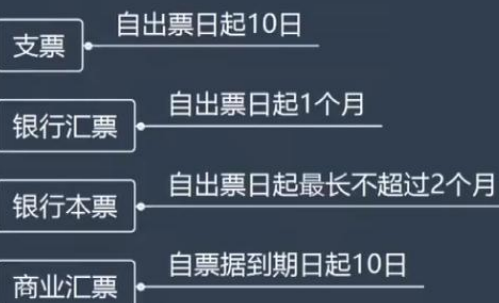 支票
自出票日起10日
银行汇票
自出票日起1个月
银行本票
自出票日起最长不超过2个月
商业汇票
自票据到期日起10日